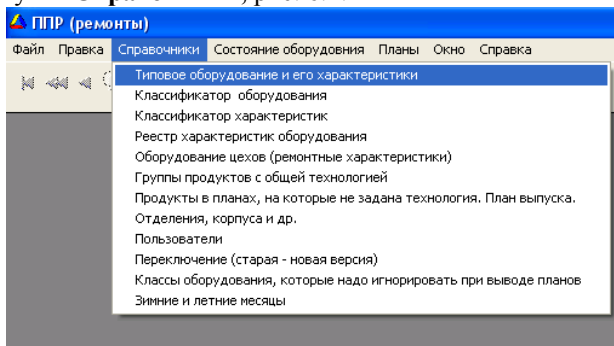 ППР (ремонты)
Файл Правка Справочники Состояние оборудовния Планы Окно Справка
Типовое оборудование и его характеристики
Классификатор оборудования
Классификатор характеристик
Реестр характеристик оборудования
Оборудование цехов (ремонтные характеристики)
Группы продуктов с общей технологией
Продукты в планах, на которые не задана технология. План выпуска.
Отделения, корпуса и др.
Пользователи
Переключение (старая - новая версия)
Классы оборудования, которые надо игнорировать при выводе планов
Зимние и летние месяцы